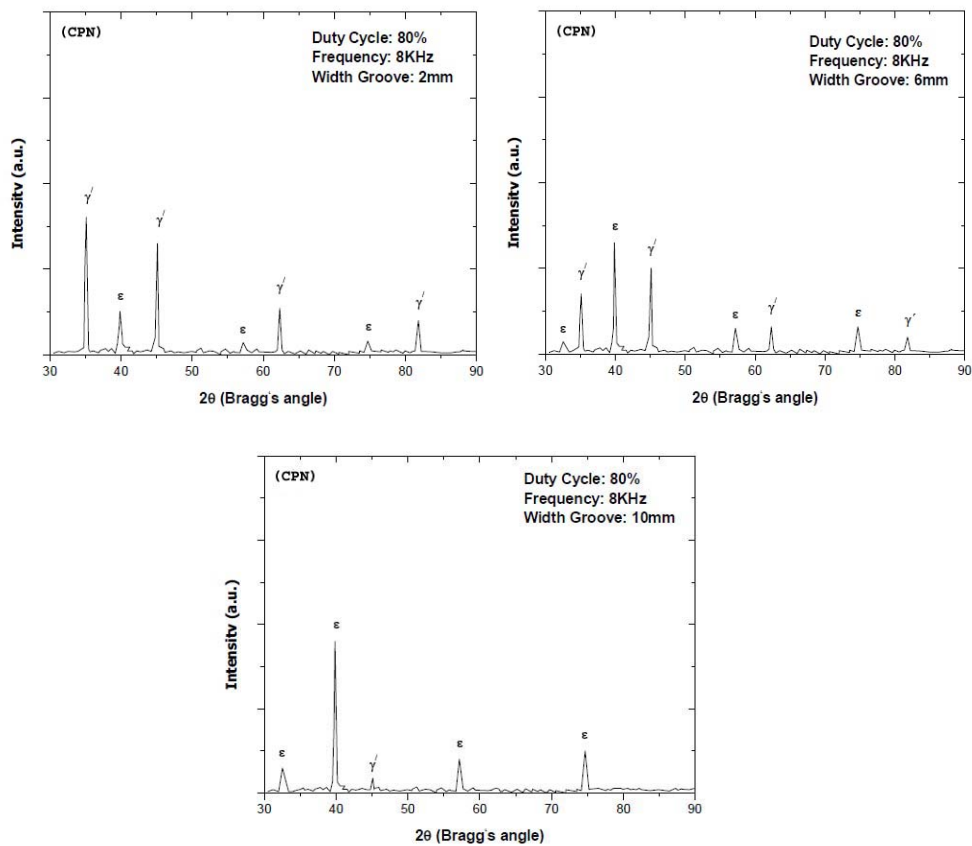 (CPN)
Duty Cycle: 80%
Frequency: 8KHz
Width Groove: 2mm
Intensity (a.u.)
γ′
ε
γ′
ε
γ′
ε
γ′
30 40 50 60 70 80 90
2θ (Bragg's angle)
(CPN)
Duty Cycle: 80%
Frequency: 8KHz
Width Groove: 6mm
Intensity (a.u.)
ε
γ′
ε
γ′
ε
γ′
ε
γ′
30 40 50 60 70 80 90
2θ (Bragg's angle)
(CPN)
Duty Cycle: 80%
Frequency: 8KHz
Width Groove: 10mm
Intensity (a.u.)
ε
ε
γ′
ε
ε
30 40 50 60 70 80 90
2θ (Bragg's angle)